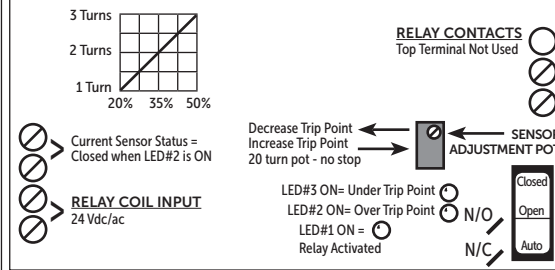 3 Turns
2 Turns
1 Turn
20% 35% 50%
RELAY CONTACTS
Top Terminal Not Used
Current Sensor Status =
Closed when LED#2 is ON
RELAY COIL INPUT
24 Vdc/ac
Decrease Trip Point
Increase Trip Point
20 turn pot - no stop
SENSOR
ADJUSTMENT POT
LED#3 ON= Under Trip Point
LED#2 ON= Over Trip Point
LED#1 ON =
Relay Activated
N/O
N/C
Closed
Open
Auto